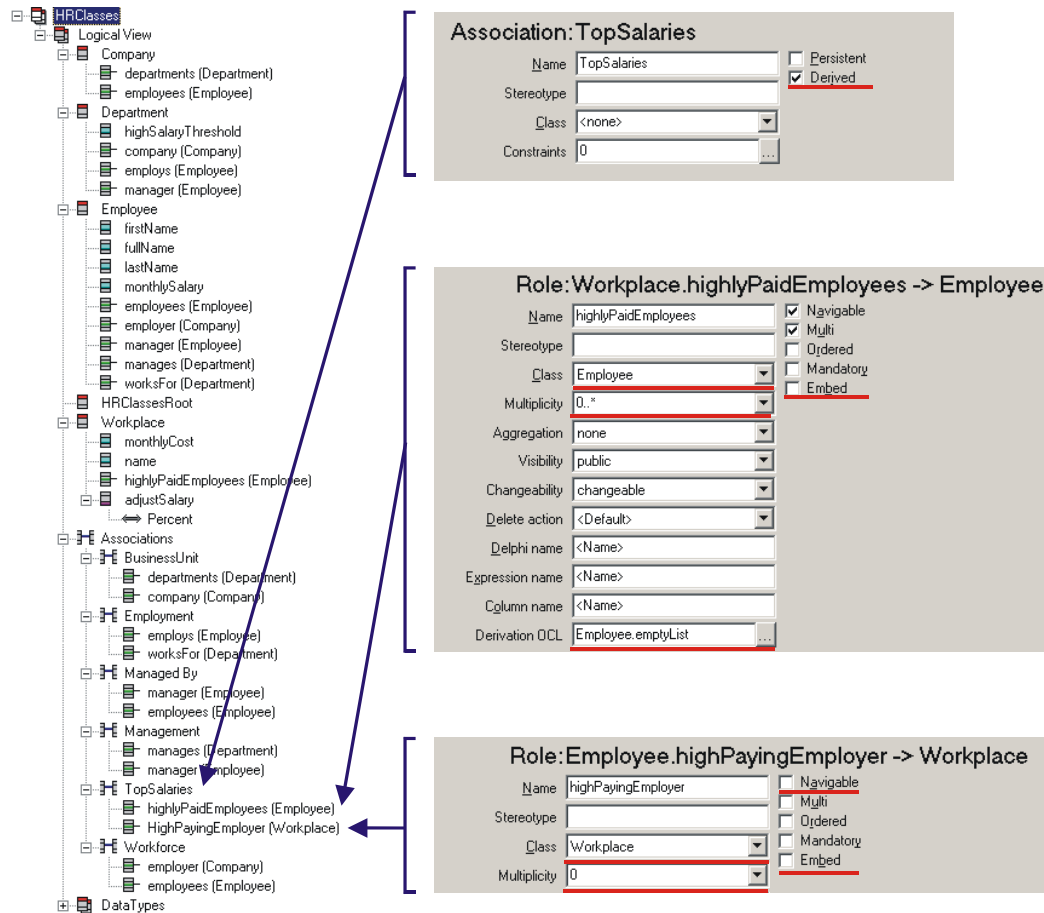 HRClasses
Logical View
Company
departments (Department)
employees (Employee)
Department
highSalaryThreshold
company (Company)
employs (Employee)
manager (Employee)
Employee
firstName
fullName
lastName
monthlySalary
employees (Employee)
employer (Company)
manager (Employee)
manages (Department)
worksFor (Department)
HRClassesRoot
Workplace
monthlyCost
name
highlyPaidEmployees (Employee)
adjustSalary
Percent
Associations
BusinessUnit
departments (Department)
company (Company)
Employment
employs (Employee)
worksFor (Department)
Managed By
manager (Employee)
employees (Employee)
Management
manages (Department)
manager (Employee)
TopSalaries
highlyPaidEmployees (Employee)
HighPayingEmployer (Workplace)
Workforce
employer (Company)
employees (Employee)
DataTypes
Association: TopSalaries
Name TopSalaries Persistent
Derived
Stereotype
Class <none>
Constraints 0 ...
Role: Workplace.highlyPaidEmployees -> Employee
Name highlyPaidEmployees Navigable
Multi
Stereotype Ordered
Mandatory
Class Employee Embed
Multiplicity 0..*
Aggregation none
Visibility public
Changeability changeable
Delete action <Default>
Delphi name <Name>
Expression name <Name>
Column name <Name>
Derivation OCL Employee.emptyList ...
Role: Employee.highPayingEmployer -> Workplace
Name highPayingEmployer Navigable
Multi
Stereotype Ordered
Mandatory
Class Workplace Embed
Multiplicity 0